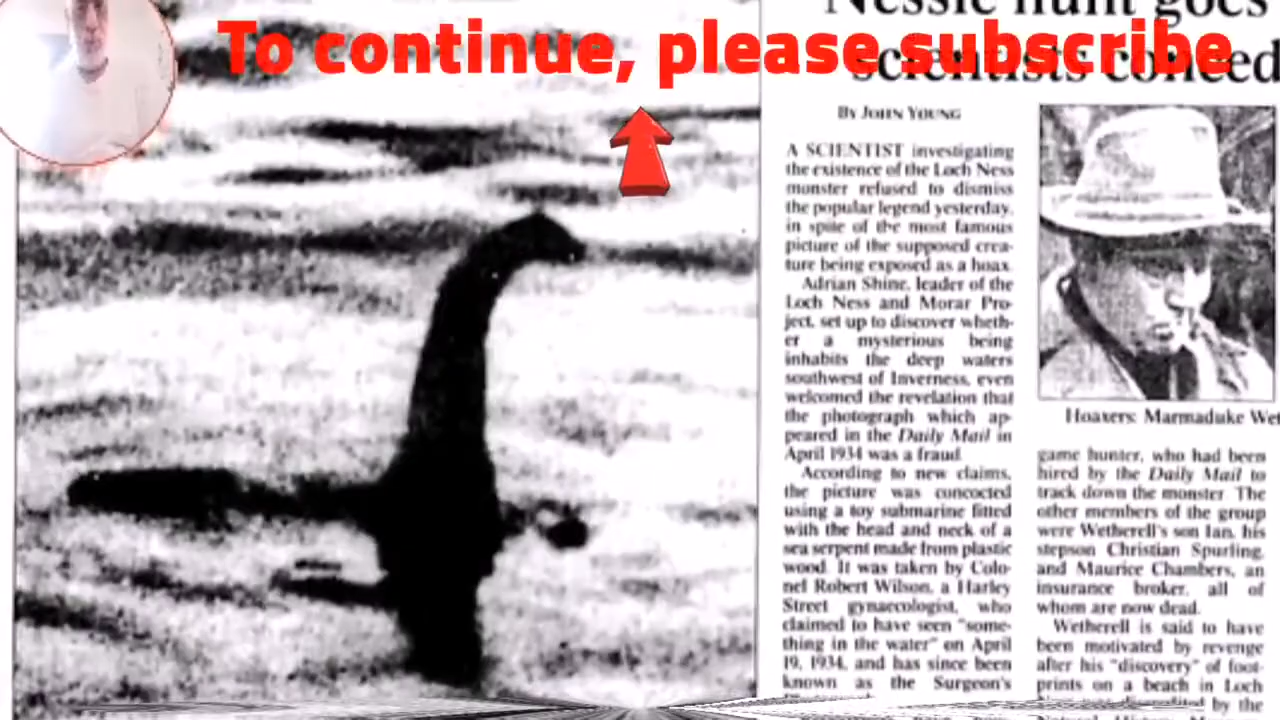 To continue, please subscribe
Nessie hunt goes
scientists conced
By JOHN YOUNG
A SCIENTIST investigating
the existence of the Loch Ness
monster refused to dismiss
the popular legend yesterday,
in spite of the most famous
picture of the supposed crea-
ture being exposed as a hoax.
Adrian Shine, leader of the
Loch Ness and Morar Pro-
ject, set up to discover wheth-
er a mysterious being
inhabits the deep waters
southwest of Inverness, even
welcomed the revelation that
the photograph which ap-
peared in the Daily Mail in
April 1934 was a fraud.
According to new claims,
the picture was concocted
using a toy submarine fitted
with the head and neck of a
sea serpent made from plastic
wood. It was taken by Colo-
nel Robert Wilson, a Harley
Street gynaecologist, who
claimed to have seen "some-
thing in the water" on April
19, 1934, and has since been
known as the Surgeon's
Hoaxers: Marmaduke Wet
game hunter, who had been
hired by the Daily Mail to
track down the monster. The
other members of the group
were Wetherell's son Ian, his
stepson Christian Spurling,
and Maurice Chambers, an
insurance broker, all of
whom are now dead.
Wetherell is said to have
been motivated by revenge
after his "discovery" of foot-
prints on a beach in Loch
by the